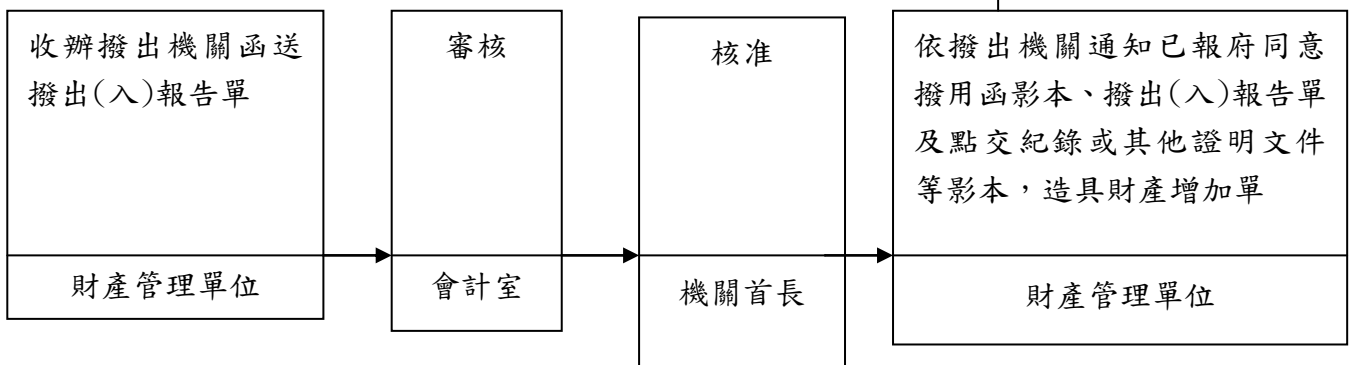 收辦撥出機關函送
撥出(入)報告單
財產管理單位
審核
會計室
核准
機關首長
依撥出機關通知已報府同意
撥用函影本、撥出(入)報告單
及點交紀錄或其他證明文件
等影本，造具財產增加單
財產管理單位